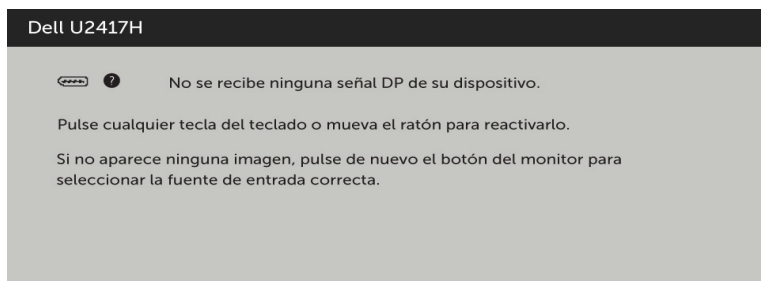 Dell U2417H
? No se recibe ninguna señal DP de su dispositivo.
Pulse cualquier tecla del teclado o mueva el ratón para reactivarlo.
Si no aparece ninguna imagen, pulse de nuevo el botón del monitor para
seleccionar la fuente de entrada correcta.